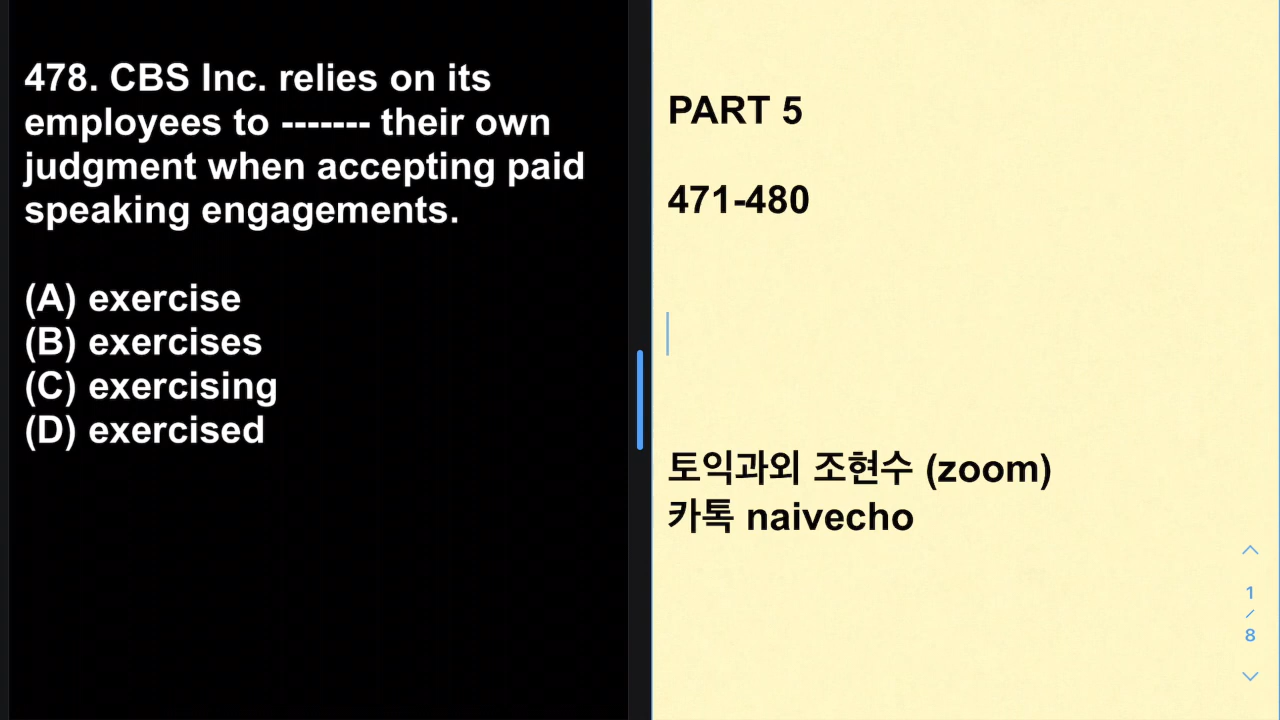 478. CBS Inc. relies on its
employees to ------- their own
judgment when accepting paid
speaking engagements.
(A) exercise
(B) exercises
(C) exercising
(D) exercised
PART 5
471-480
토익과외 조현수 (zoom)
카톡 naivecho
1
/
8